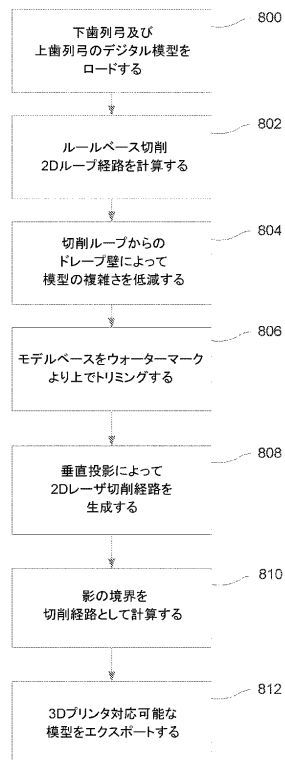 800
下歯列弓及び
上歯列弓のデジタル模型を
ロードする
802
ルールベース切削
2Dループ経路を計算する
804
切削ループからの
ドレープ壁によって
模型の複雑さを低減する
806
モデルベースをウォーターマーク
より上でトリミングする
808
垂直投影によって
2Dレーザ切削経路を
生成する
810
影の境界を
切削経路として計算する
812
3Dプリンタ対応可能な
模型をエクスポートする